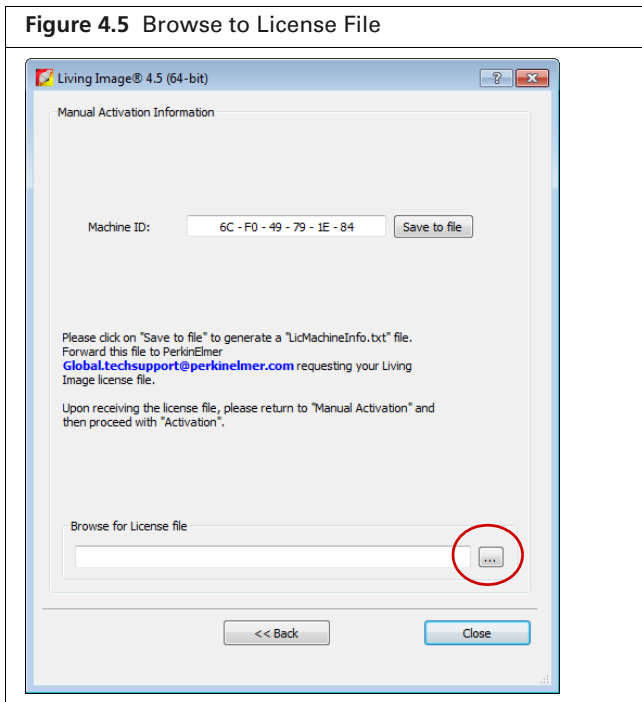 Figure 4.5 Browse to License File
Living Image® 4.5 (64-bit)
Manual Activation Information
Machine ID: 6C - F0 - 49 - 79 - 1E - 84 Save to file
Please click on "Save to file" to generate a "LicMachineInfo.txt" file.
Forward this file to PerkinElmer
Global.techsupport@perkinelmer.com requesting your Living
Image license file.
Upon receiving the license file, please return to "Manual Activation" and
then proceed with "Activation".
Browse for License file
...
<< Back Close